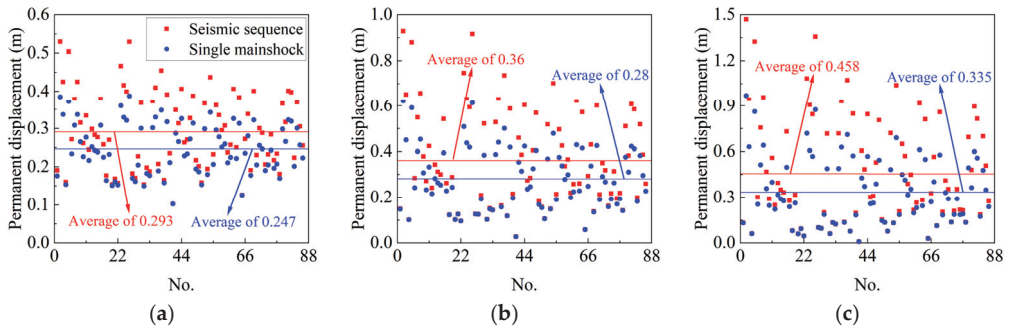 Permanent displacement (m)
0.6
0.5
0.4
0.3
0.2
0.1
0.0
Seismic sequence
Single mainshock
Average of 0.293
Average of 0.247
0 22 44 66 88
No.
(a)
Permanent displacement (m)
1.0
0.8
0.6
0.4
0.2
0.0
Average of 0.36
Average of 0.28
0 22 44 66 88
No.
(b)
Permanent displacement (m)
1.5
1.2
0.9
0.6
0.3
0.0
Average of 0.458
Average of 0.335
0 22 44 66 88
No.
(c)